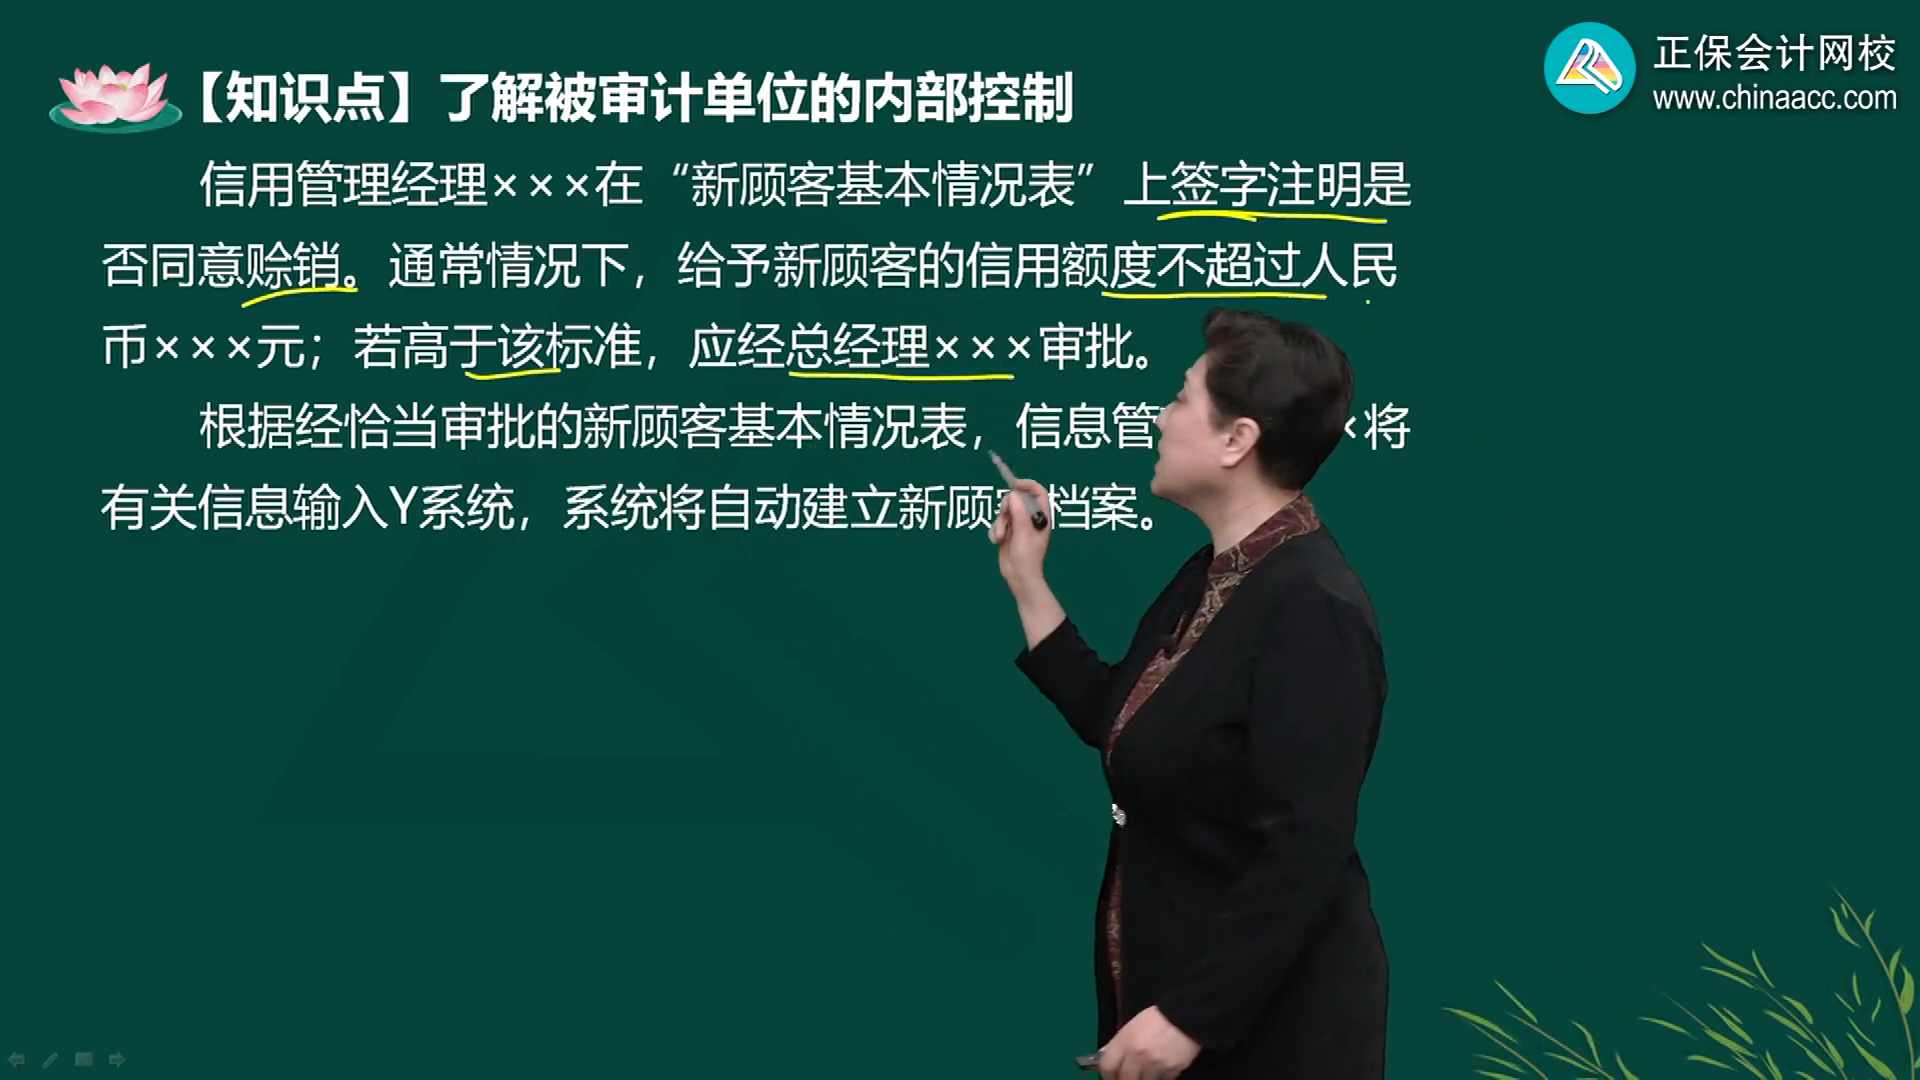 正保会计网校
www.chinaacc.com
【知识点】了解被审计单位的内部控制
信用管理经理×××在“新顾客基本情况表”上签字注明是
否同意赊销。通常情况下，给予新顾客的信用额度不超过人民
币×××元；若高于该标准，应经总经理×××审批。
根据经恰当审批的新顾客基本情况表，信息管×将
有关信息输入Y系统，系统将自动建立新顾客档案。